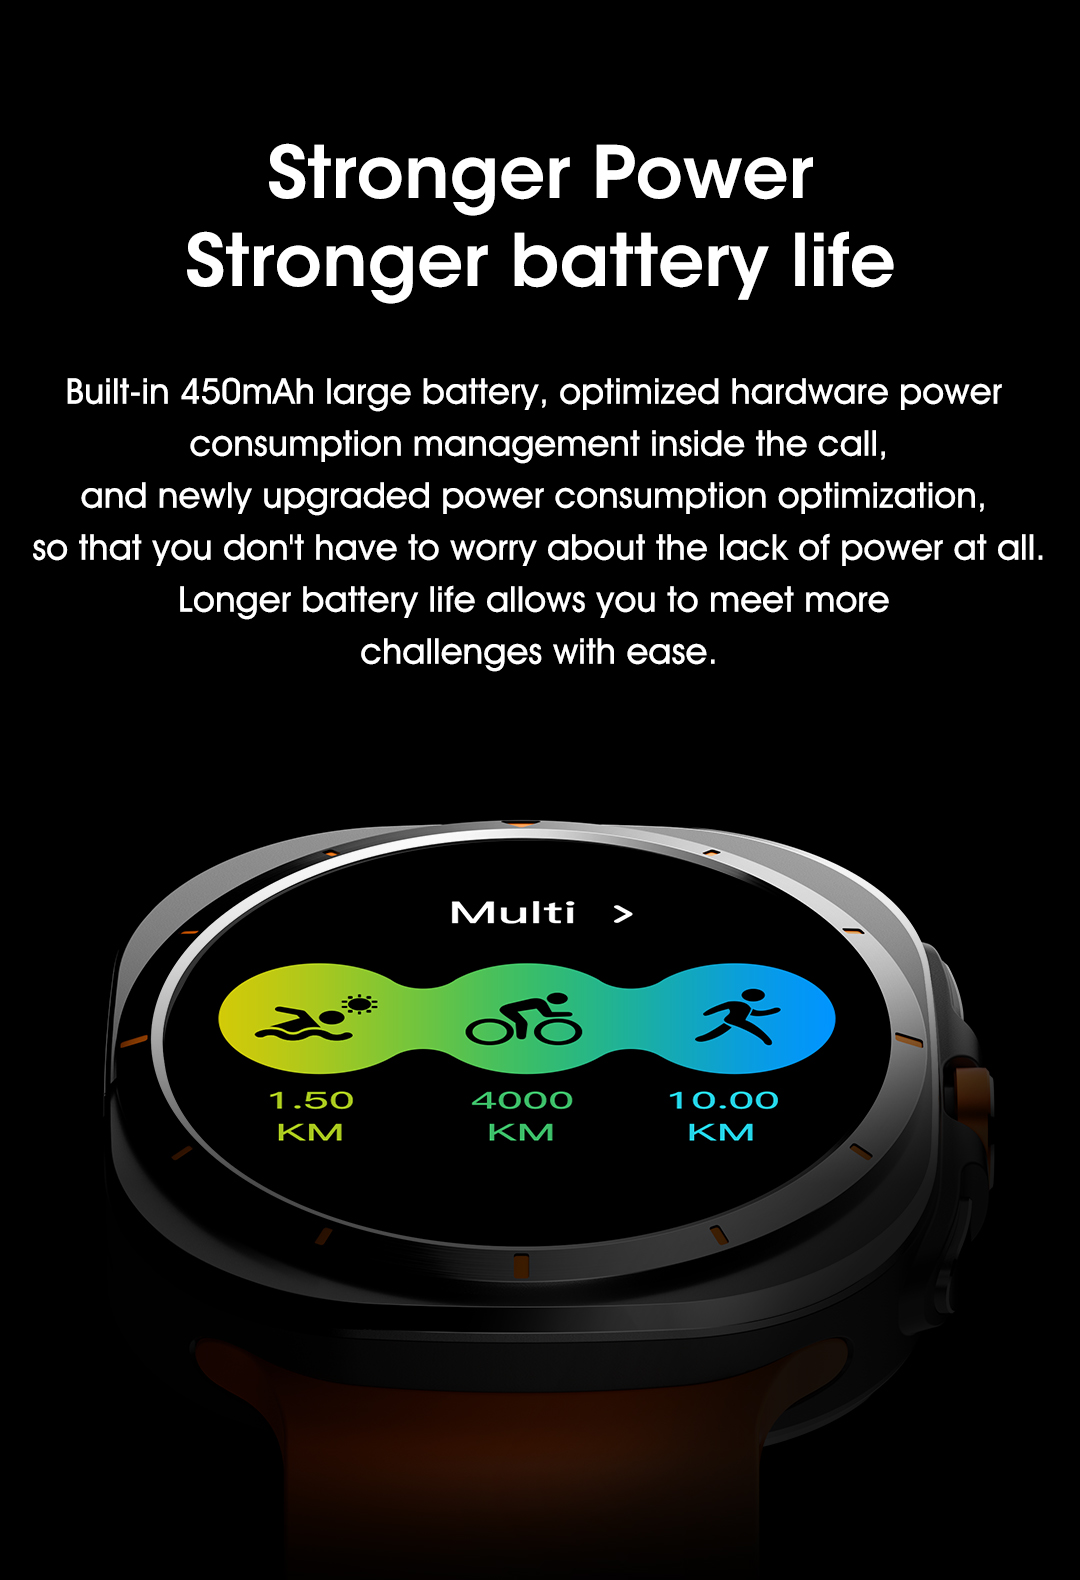 Stronger Power
Stronger battery life
Built-in 450mAh large battery, optimized hardware power
consumption management inside the call,
and newly upgraded power consumption optimization,
so that you don't have to worry about the lack of power at all.
Longer battery life allows you to meet more
challenges with ease.
Multi >
1.50 4000 10.00
KM KM KM